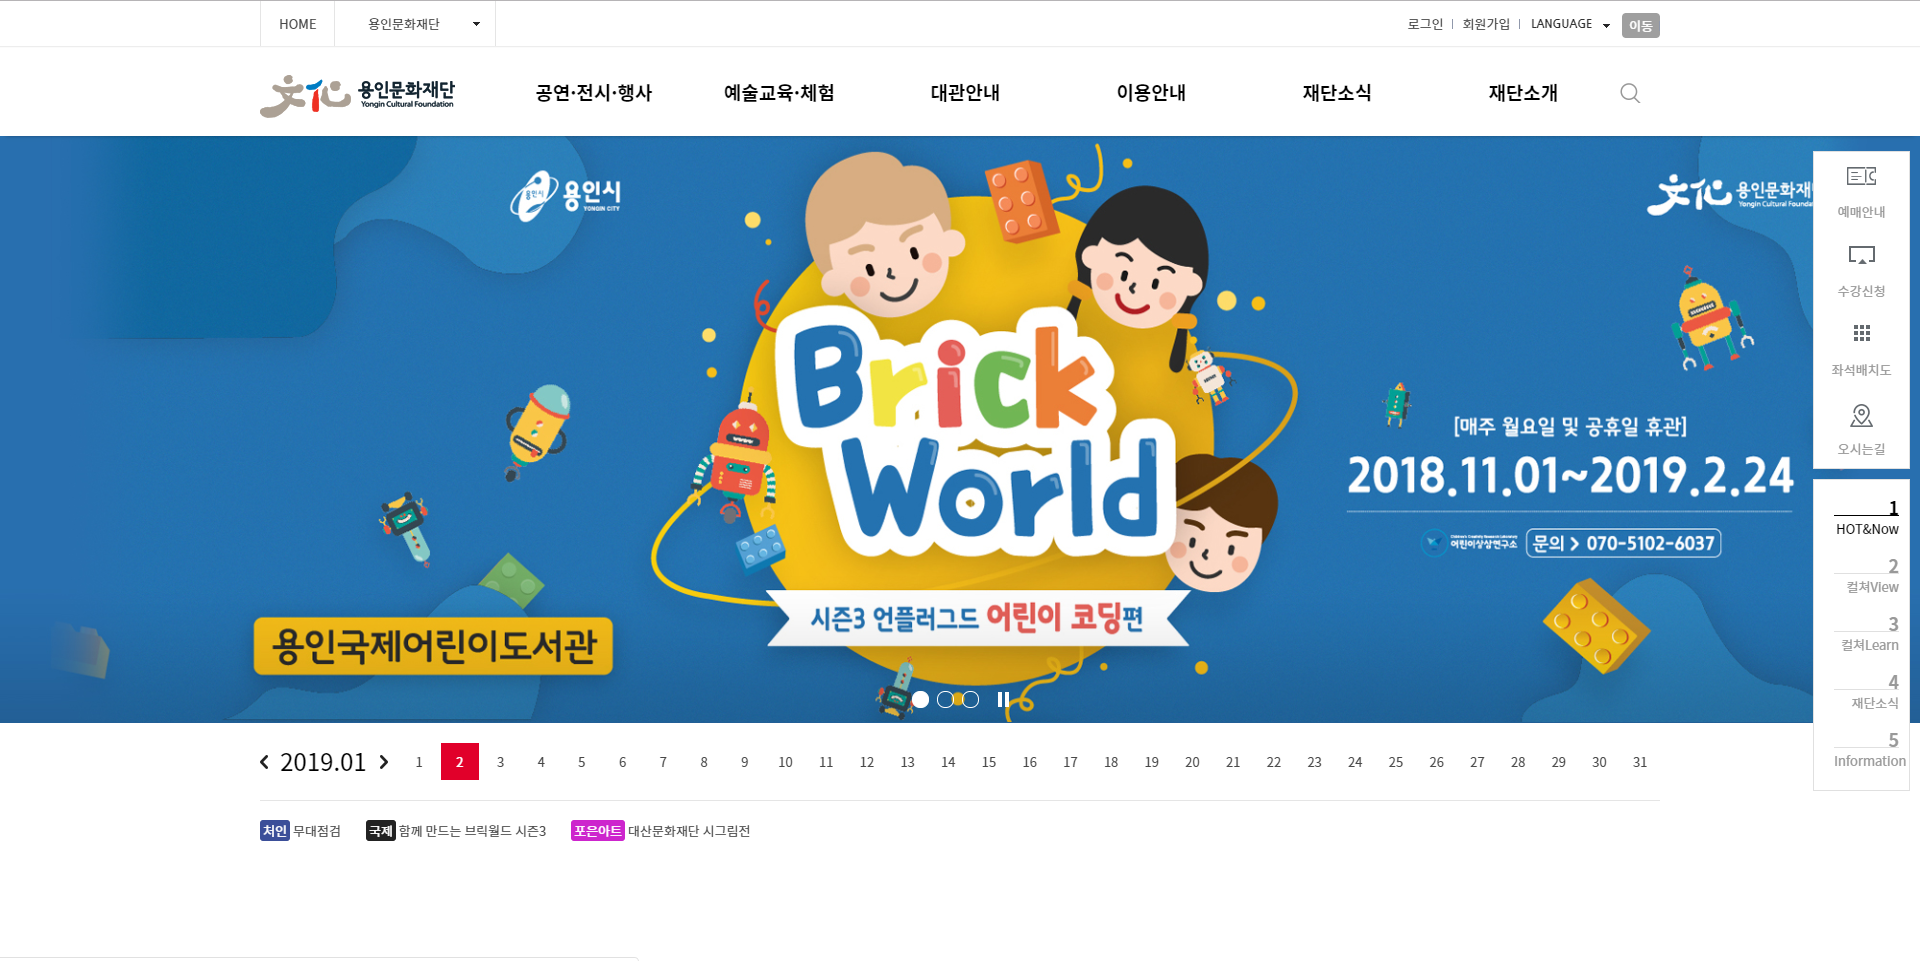 HOME 용인문화재단
로그인 회원가입 LANGUAGE 이동
용인문화재단
Yongin Cultural Foundation
공연·전시·행사 예술교육·체험 대관안내 이용안내 재단소식 재단소개
용인시
YONGIN CITY
용인문화재단
Yongin Cultural
예매안내
수강신청
좌석배치도
오시는길
Brick
World
시즌3 언플러그드 어린이 코딩편
용인국제어린이도서관
[매주 월요일 및 공휴일 휴관]
2018.11.01~2019.2.24
어린이상상연구소
문의 > 070-5102-6037
1
HOT&Now
2
컬쳐View
3
컬쳐Learn
4
재단소식
5
Information
2019.01 1 2 3 4 5 6 7 8 9 10 11 12 13 14 15 16 17 18 19 20 21 22 23 24 25 26 27 28 29 30 31
처인 무대점검 국제 함께 만드는 브릭월드 시즌3 포은아트 대산문화재단 시그림전